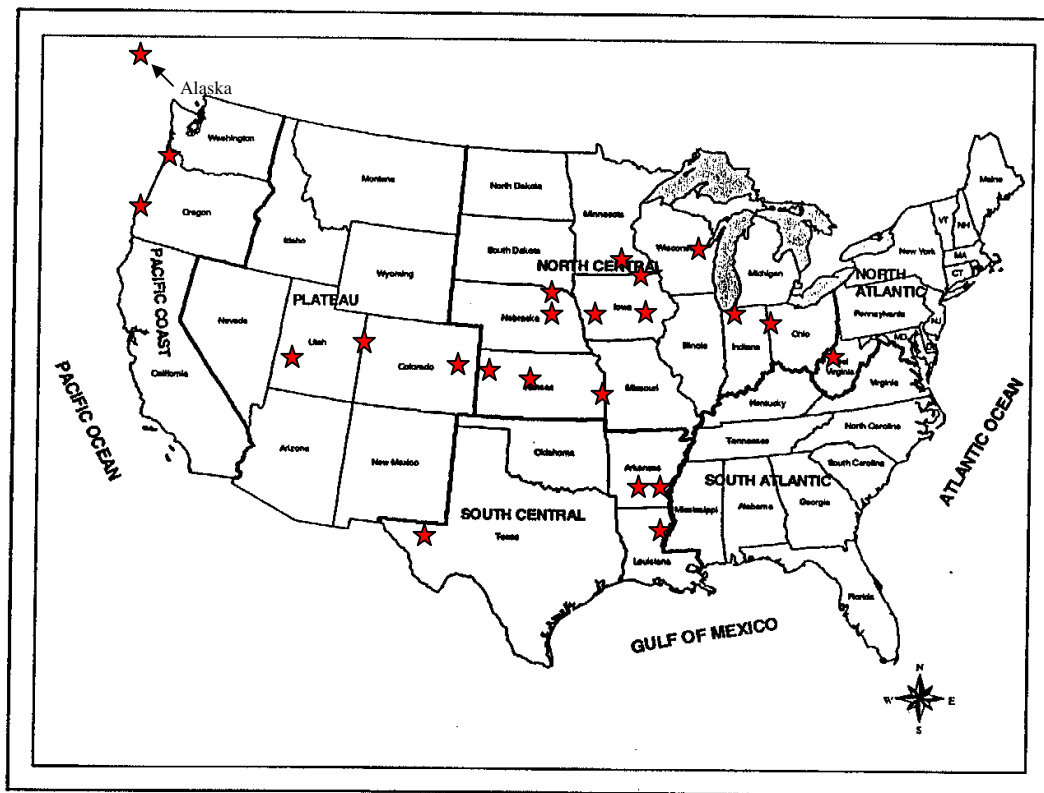 Alaska
Washington
Oregon
Idaho
Montana
North Dakota
Minnesota
South Dakota
Wisconsin
Michigan
Maine
VT
NH
New York
MA
CT
NORTH CENTRAL
NORTH
ATLANTIC
Pennsylvania
NJ
MD
Wyoming
PLATEAU
PACIFIC COAST
Nevada
Utah
Colorado
Nebraska
Iowa
Illinois
Indiana
Ohio
Virginia
Virginia
California
Kansas
Missouri
Kentucky
North Carolina
Tennessee
Arizona
New Mexico
Oklahoma
Arkansas
South Carolina
SOUTH ATLANTIC
Mississippi
Alabama
Georgia
SOUTH CENTRAL
Texas
Louisiana
Florida
PACIFIC OCEAN
ATLANTIC OCEAN
GULF OF MEXICO
N
W E
S